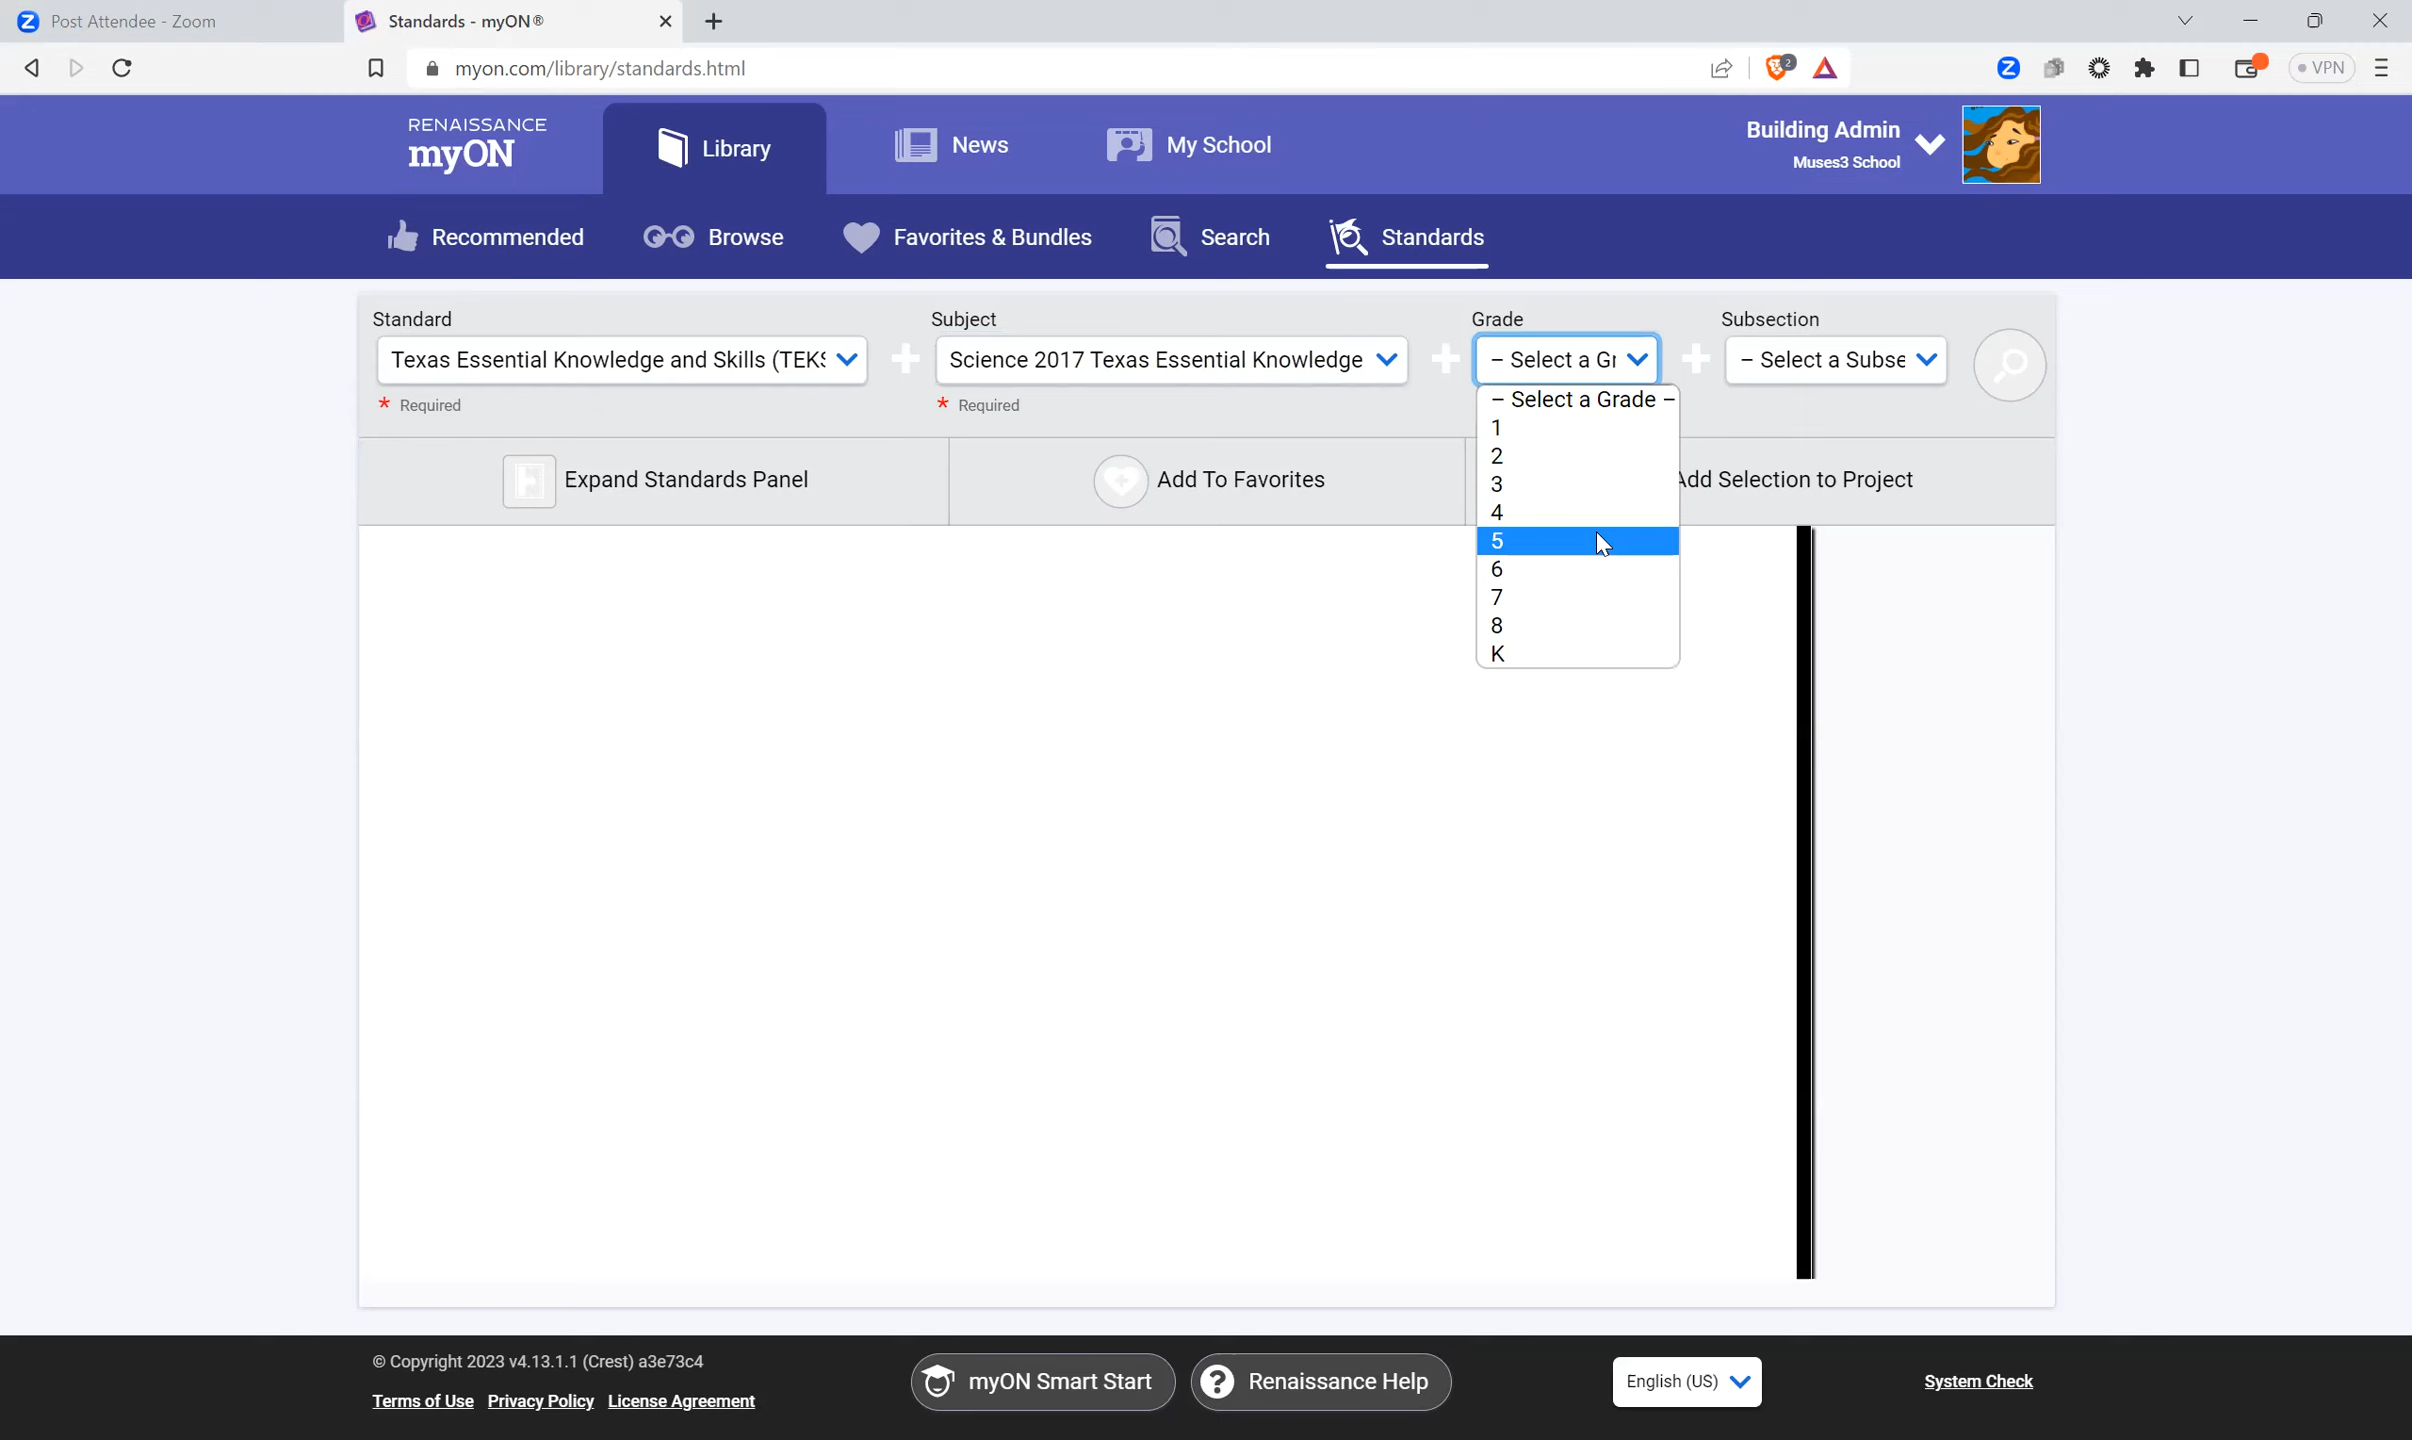 Post Attendee - Zoom
Standards - myON®
myon.com/library/standards.html
2
VPN
RENAISSANCE
myON
Library
News
My School
Building Admin
Muses3 School
Recommended
Browse
Favorites & Bundles
Search
Standards
Standard
Subject
Grade
Subsection
Texas Essential Knowledge and Skills (TEKS
Science 2017 Texas Essential Knowledge
– Select a Gr
– Select a Subse
* Required
* Required
– Select a Grade –
1
2
3
4
5
6
7
8
K
Expand Standards Panel
Add To Favorites
Add Selection to Project
© Copyright 2023 v4.13.1.1 (Crest) a3e73c4
Terms of Use Privacy Policy License Agreement
myON Smart Start
Renaissance Help
English (US)
System Check